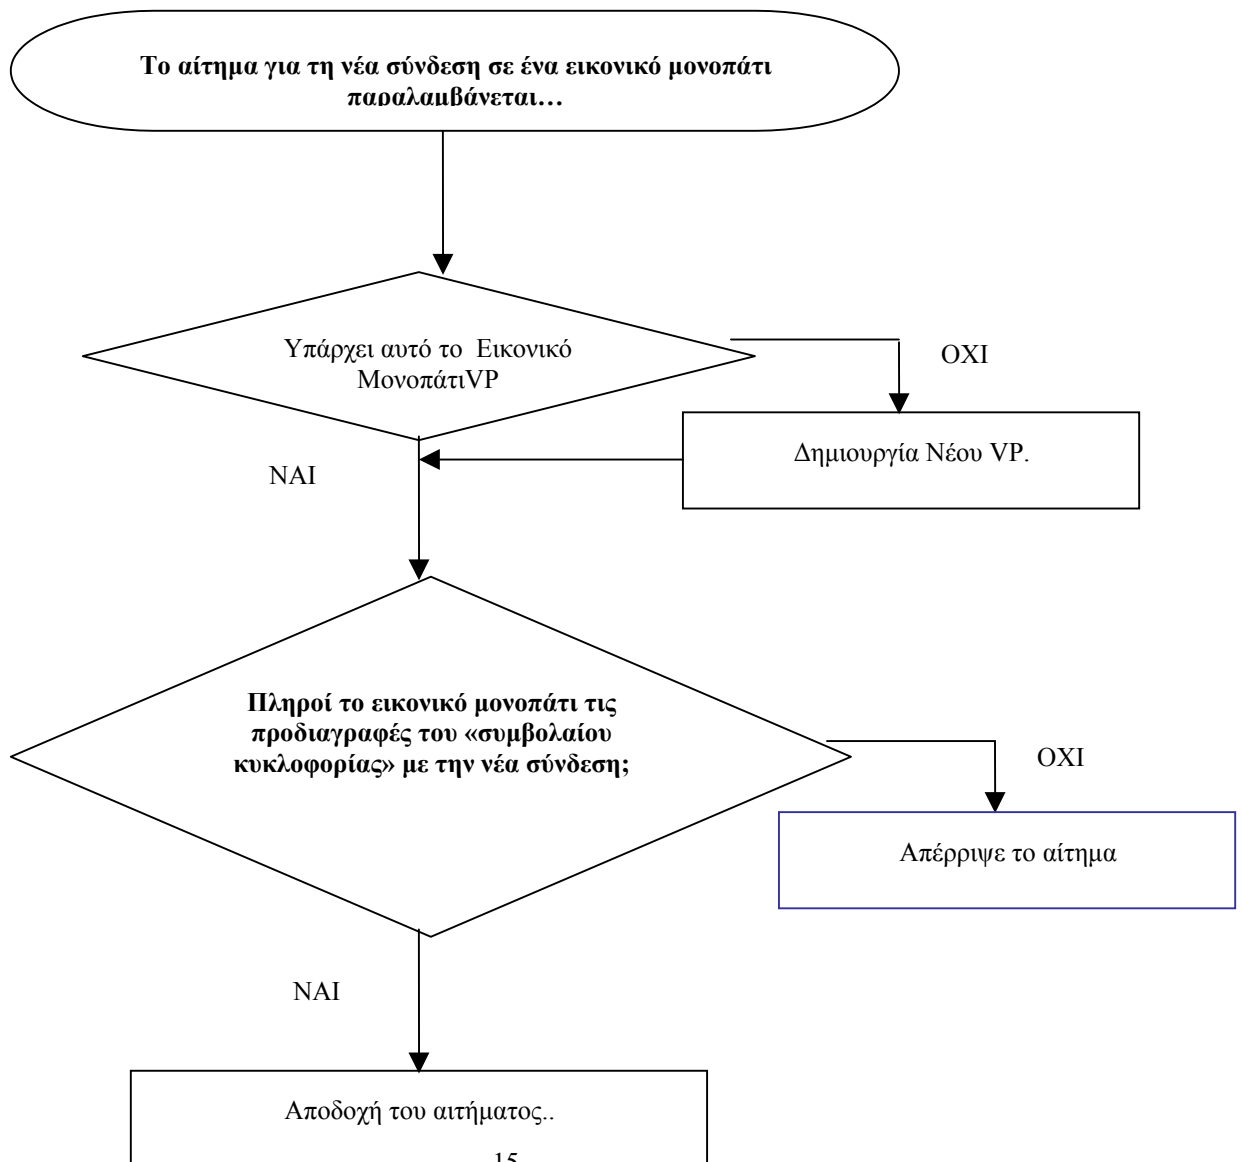 Το αίτημα για τη νέα σύνδεση σε ένα εικονικό μονοπάτι
παραλαμβάνεται…
Υπάρχει αυτό το Εικονικό
ΜονοπάτιVP
ΟΧΙ
Δημιουργία Νέου VP.
ΝΑΙ
Πληροί το εικονικό μονοπάτι τις
προδιαγραφές του «συμβολαίου
κυκλοφορίας» με την νέα σύνδεση;
ΟΧΙ
Απέρριψε το αίτημα
ΝΑΙ
Αποδοχή του αιτήματος..
15